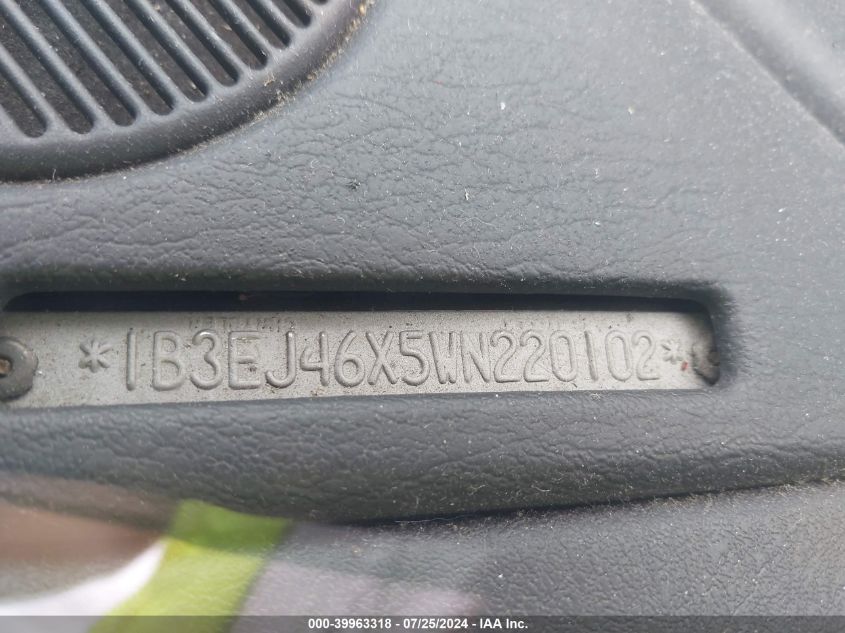 *1B3EJ46X5WN220102*
000-39963318 - 07/25/2024 - IAA Inc.